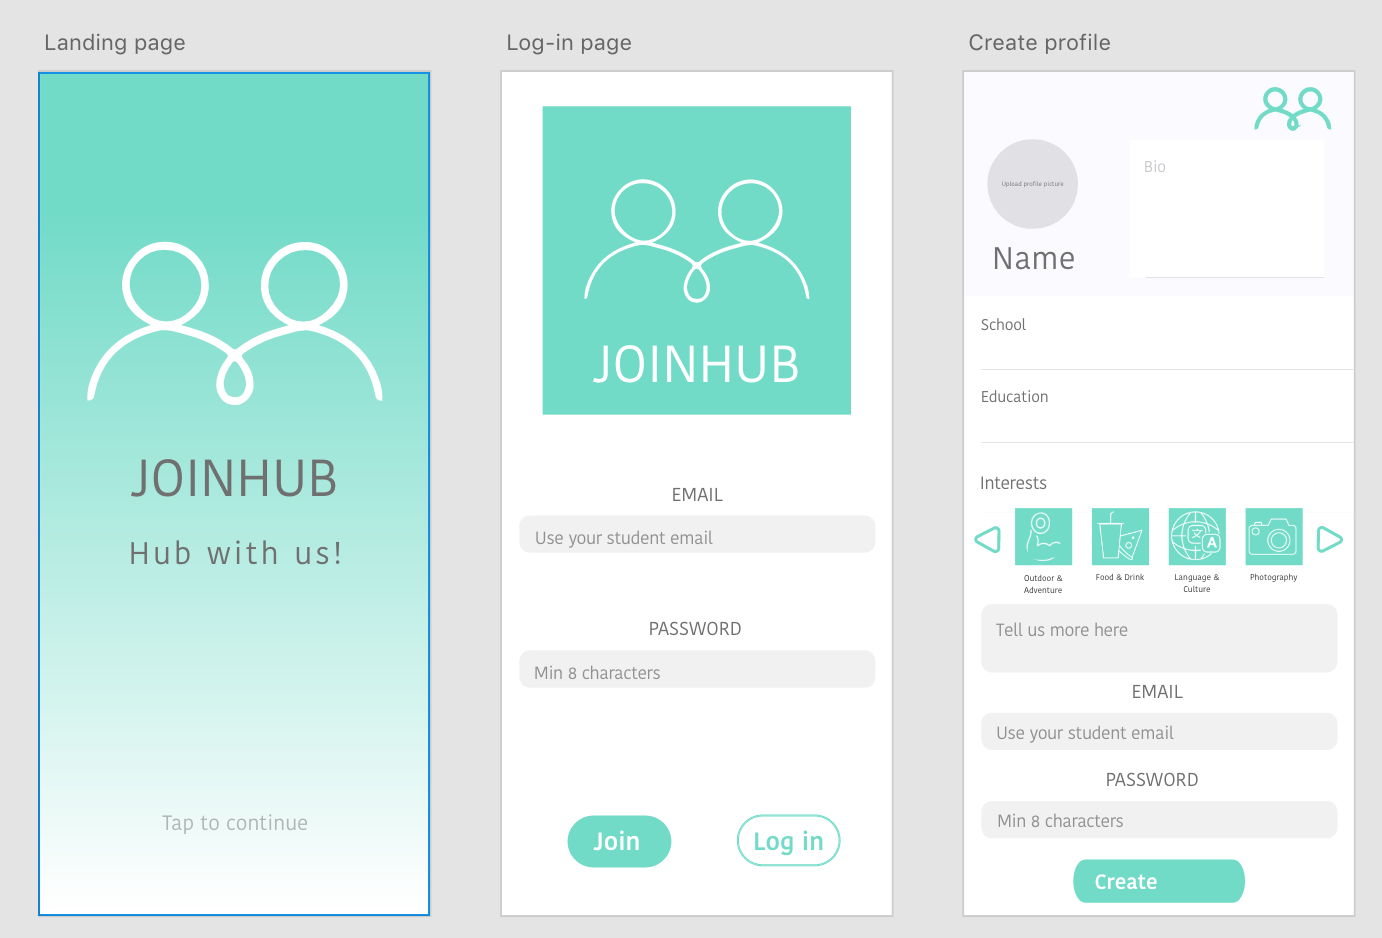 Landing page
JOINHUB
Hub with us!
Tap to continue
Log-in page
JOINHUB
EMAIL
Use your student email
PASSWORD
Min 8 characters
Join
Log in
Create profile
Upload profile picture
Bio
Name
School
Education
Interests
Outdoor &
Adventure
Food & Drink
文
A
Language &
Culture
Photography
Tell us more here
EMAIL
Use your student email
PASSWORD
Min 8 characters
Create